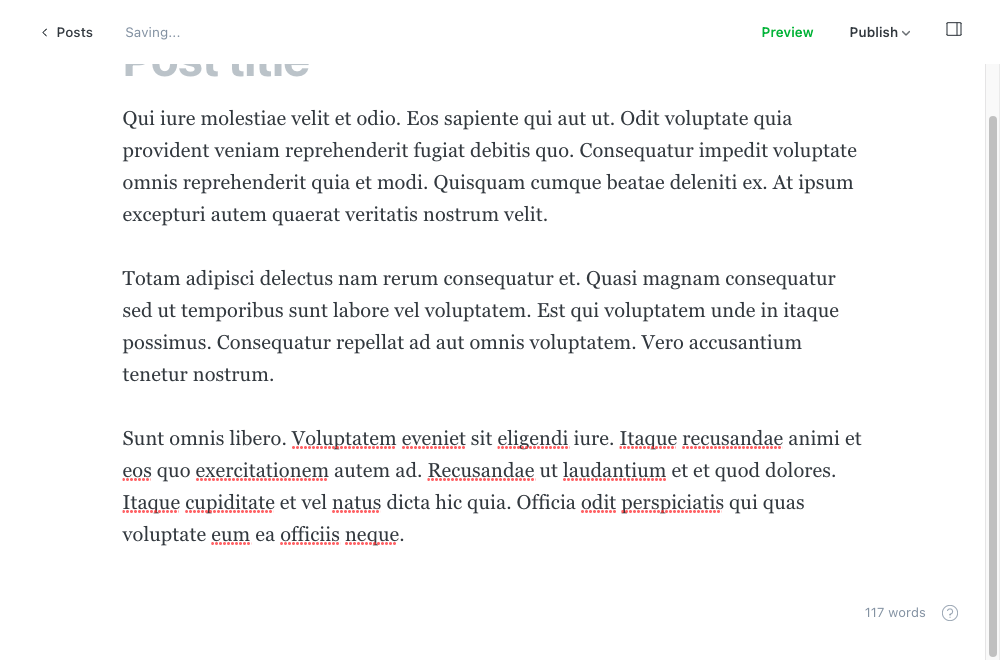 Posts
Saving...
Preview
Publish
Post title
Qui iure molestiae velit et odio. Eos sapiente qui aut ut. Odit voluptate quia
provident veniam reprehenderit fugiat debitis quo. Consequatur impedit voluptate
omnis reprehenderit quia et modi. Quisquam cumque beatae deleniti ex. At ipsum
excepturi autem quaerat veritatis nostrum velit.
Totam adipisci delectus nam rerum consequatur et. Quasi magnam consequatur
sed ut temporibus sunt labore vel voluptatem. Est qui voluptatem unde in itaque
possimus. Consequatur repellat ad aut omnis voluptatem. Vero accusantium
tenetur nostrum.
Sunt omnis libero. Voluptatem eveniet sit eligendi iure. Itaque recusandae animi et
eos quo exercitationem autem ad. Recusandae ut laudantium et et quod dolores.
Itaque cupiditate et vel natus dicta hic quia. Officia odit perspiciatis qui quas
voluptate eum ea officiis neque.
117 words
?